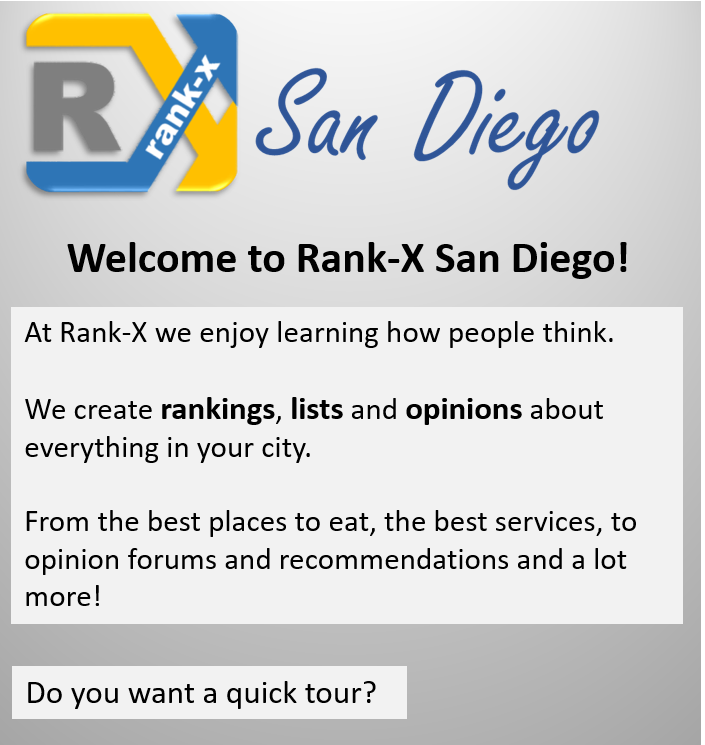 R
rank-x
San Diego
Welcome to Rank-X San Diego!
At Rank-X we enjoy learning how people think.
We create rankings, lists and opinions about
everything in your city.
From the best places to eat, the best services, to
opinion forums and recommendations and a lot
more!
Do you want a quick tour?